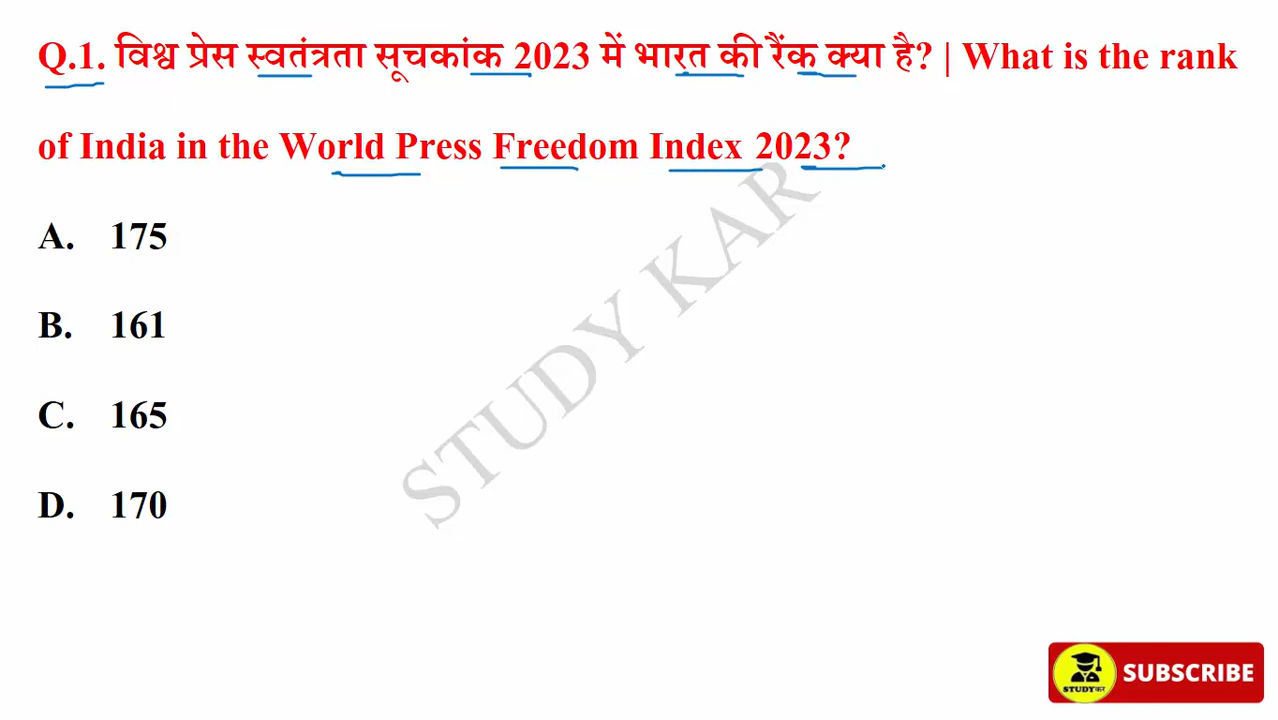 Q.1. विश्व प्रेस स्वतंत्रता सूचकांक 2023 में भारत की रैंक क्या है? | What is the rank
of India in the World Press Freedom Index 2023?
A. 175
B. 161
C. 165
D. 170
STUDY KAR
STUDYकर
SUBSCRIBE